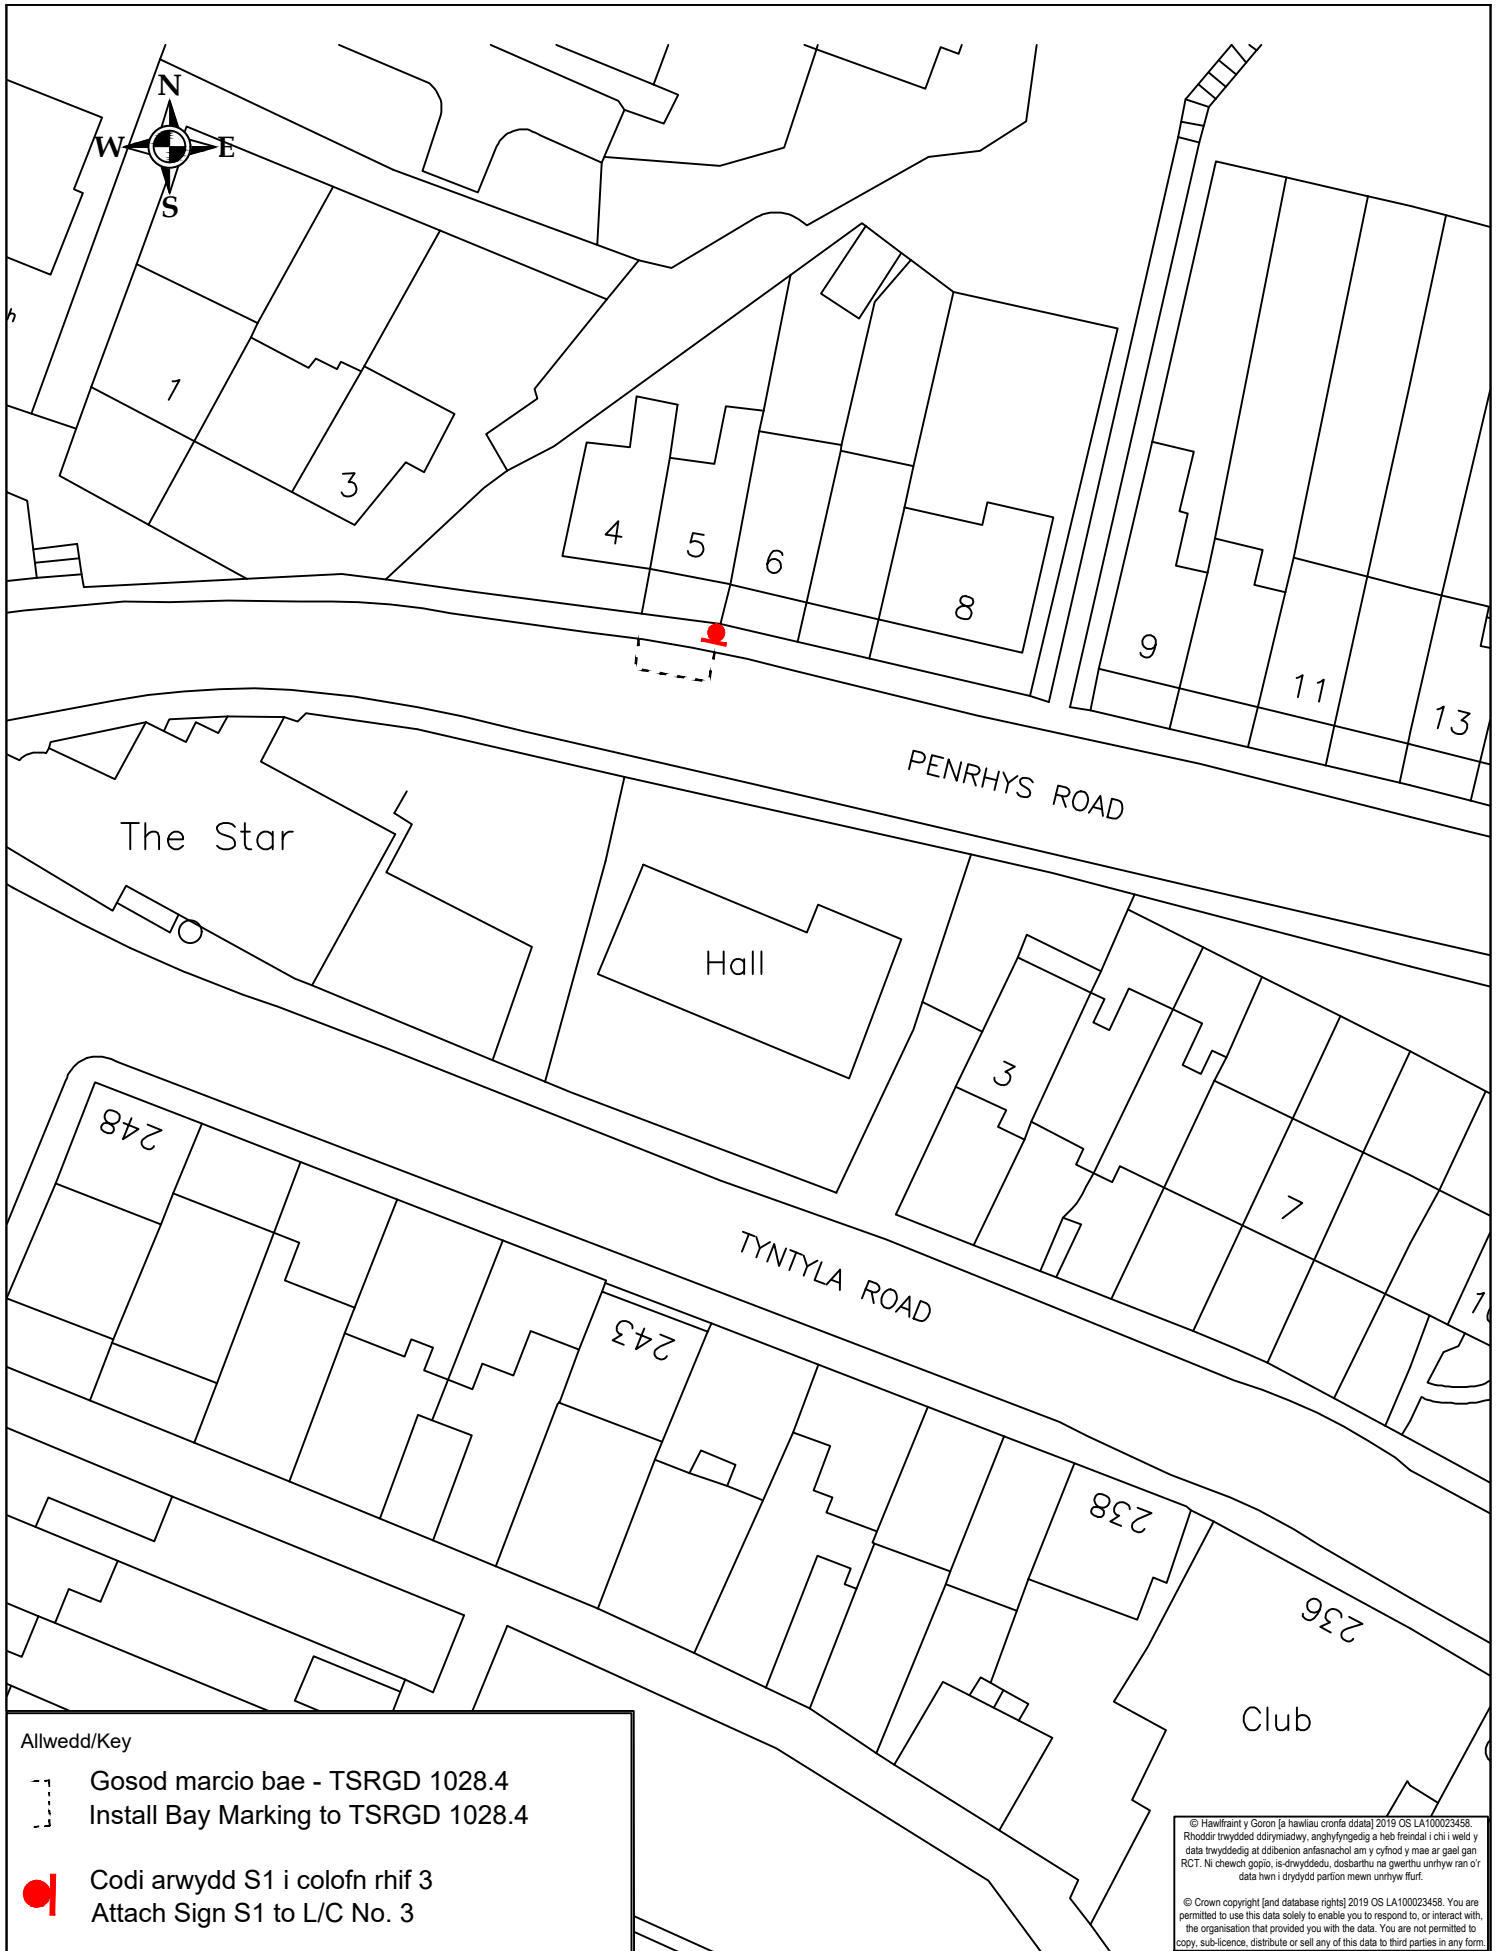 N
W E
S
h
1
3
4
5
6
8
9
11
13
PENRHYS ROAD
The Star
Hall
3
7
10
248
TYNTYLA ROAD
243
238
236
Club
Allwedd/Key
Gosod marcio bae - TSRGD 1028.4
Install Bay Marking to TSRGD 1028.4
Codi arwydd S1 i colofn rhif 3
Attach Sign S1 to L/C No. 3
© Hawlfraint y Goron [a hawliau cronfa ddata] 2019 OS LA100023458.
Rhoddir trwydded ddirymiadwy, anghyfyngedig a heb freindal i chi i weld y
data trwyddedig at ddibenion anfasnachol am y cyfnod y mae ar gael gan
RCT. Ni chewch gopïo, is-drwyddedu, dosbarthu na gwerthu unrhyw ran o'r
data hwn i drydydd partïon mewn unrhyw ffurf.
© Crown copyright [and database rights] 2019 OS LA100023458. You are
permitted to use this data solely to enable you to respond to, or interact with,
the organisation that provided you with the data. You are not permitted to
copy, sub-licence, distribute or sell any of this data to third parties in any form.